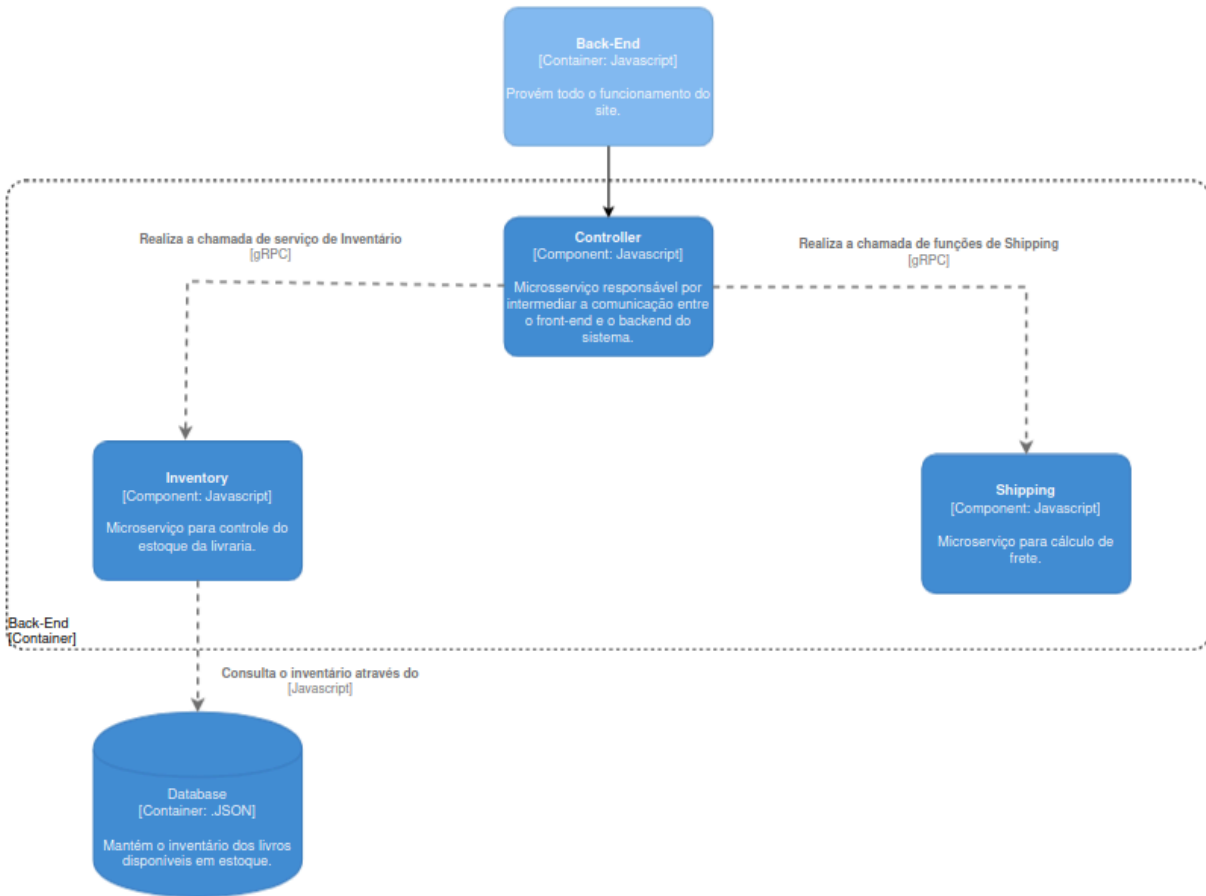 Back-End
[Container: Javascript]
Provém todo o funcionamento do
site.
Realiza a chamada de serviço de Inventário
[gRPC]
Controller
[Component: Javascript]
Microsserviço responsável por
intermediar a comunicação entre
o front-end e o backend do
sistema.
Realiza a chamada de funções de Shipping
[gRPC]
Inventory
[Component: Javascript]
Microserviço para controle do
estoque da livraria.
Shipping
[Component: Javascript]
Microserviço para cálculo de
frete.
Back-End
[Container]
Consulta o inventário através do
[Javascript]
Database
[Container: .JSON]
Mantém o inventário dos livros
disponíveis em estoque.